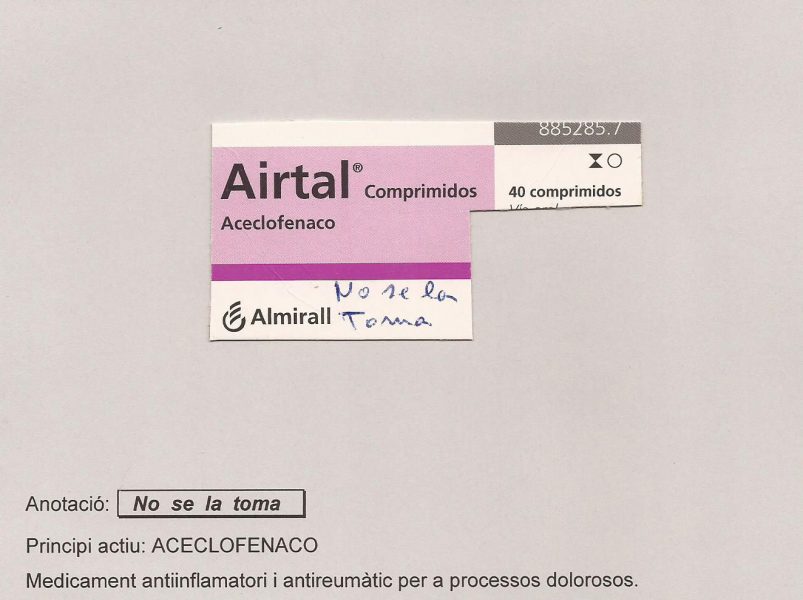 885285.7
Airtal® Comprimidos
40 comprimidos
Aceclofenaco
No se la
Almirall Toma
Anotació: No se la toma
Principi actiu: ACECLOFENACO
Medicament antiinflamatori i antireumàtic per a processos dolorosos.